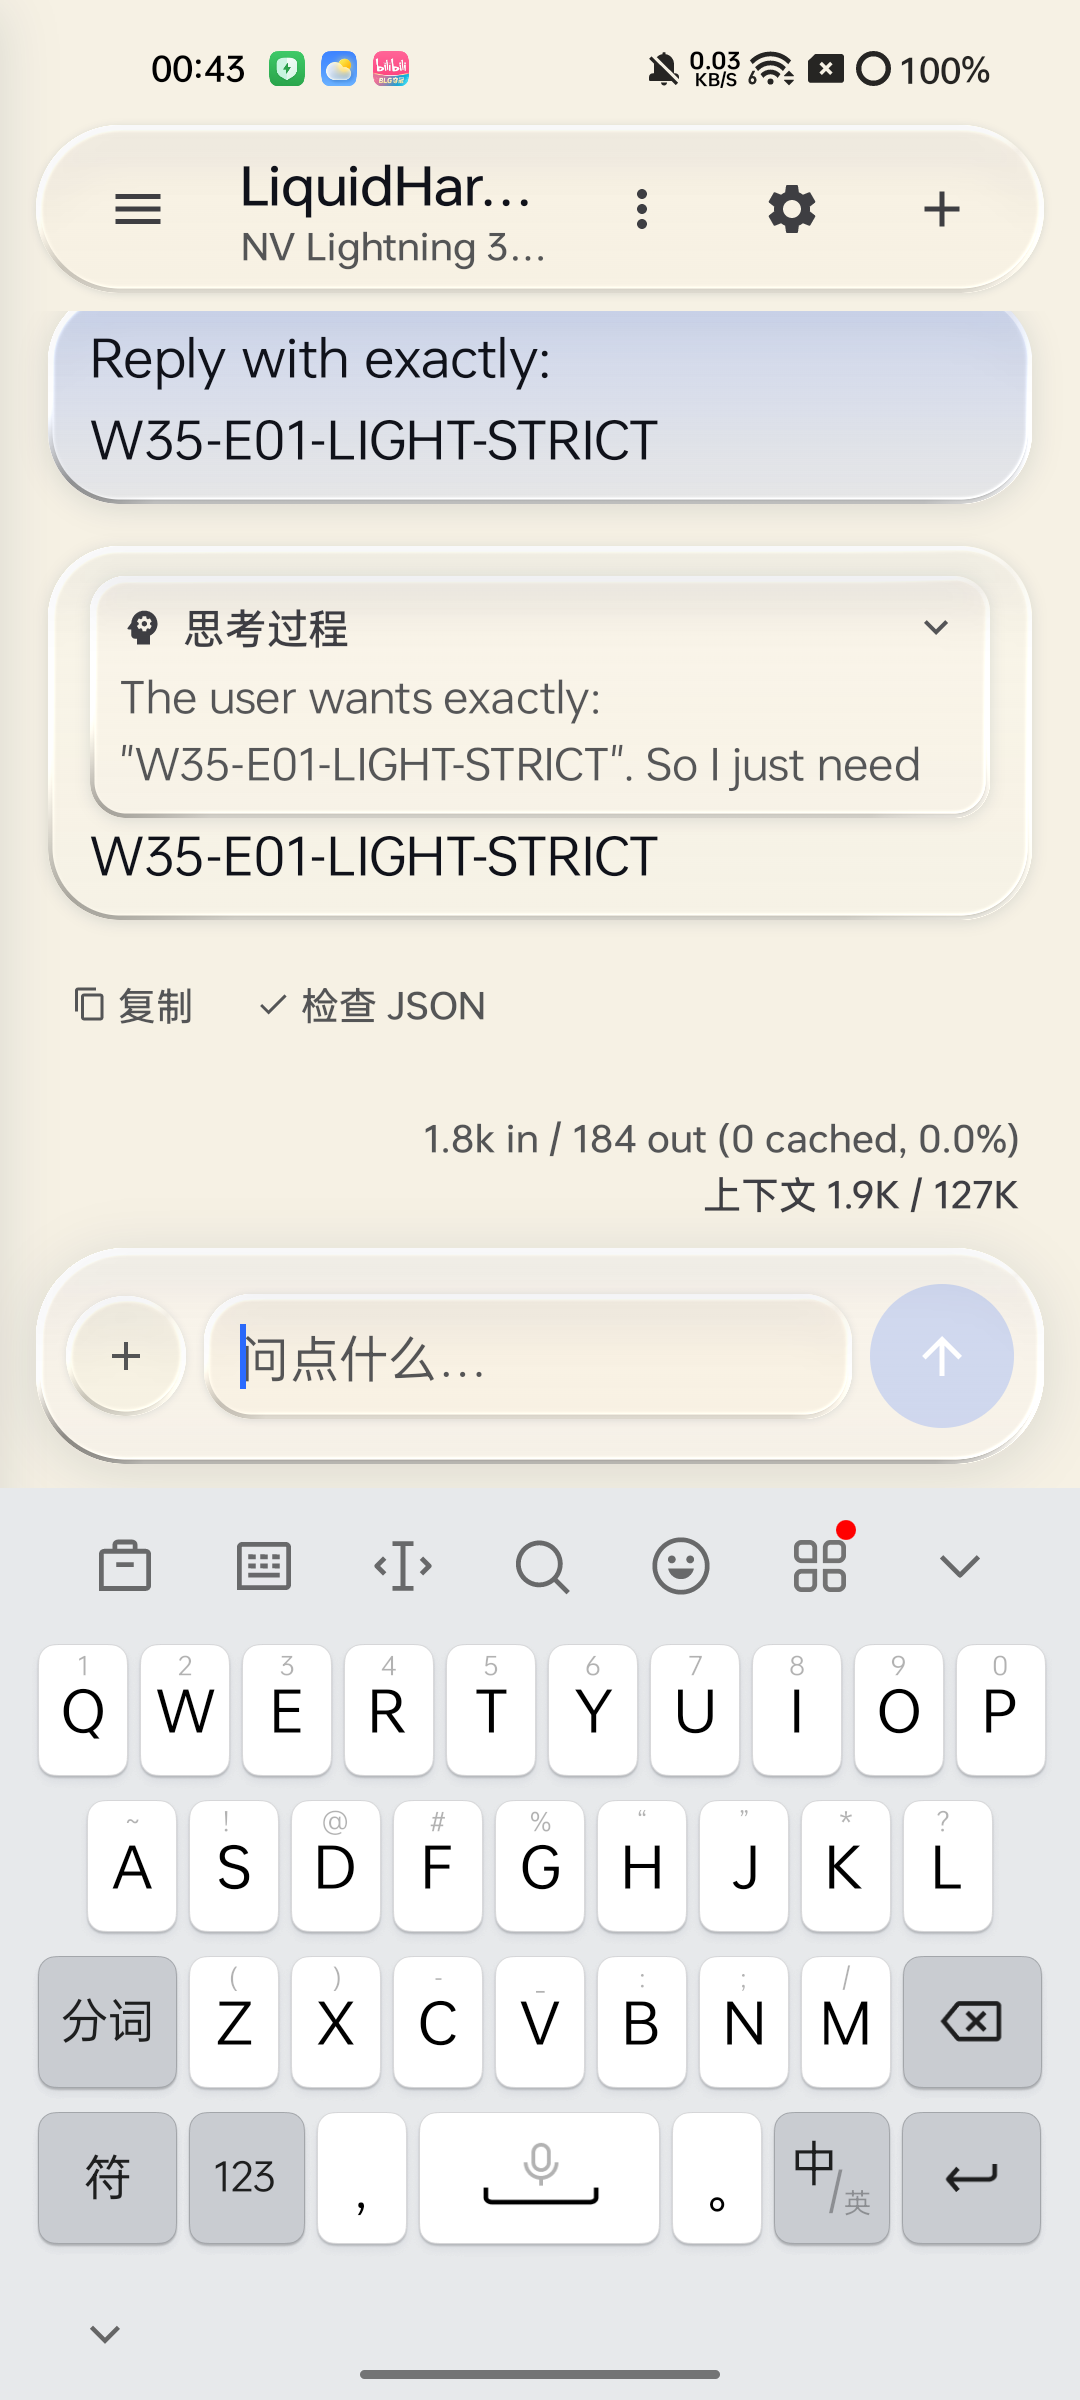 00:43
0.03
KB/S
6
100%
LiquidHar...
NV Lightning 3...
Reply with exactly:
W35-E01-LIGHT-STRICT
思考过程
The user wants exactly:
"W35-E01-LIGHT-STRICT". So I just need
W35-E01-LIGHT-STRICT
复制
检查 JSON
1.8k in / 184 out (0 cached, 0.0%)
上下文 1.9K / 127K
问点什么...
1 2 3 4 5 6 7 8 9 0
Q W E R T Y U I O P
~ ! @ # % “ ” * ?
A S D F G H J K L
( ) - _ : ; /
分词 Z X C V B N M
符 123 , 。 中/英